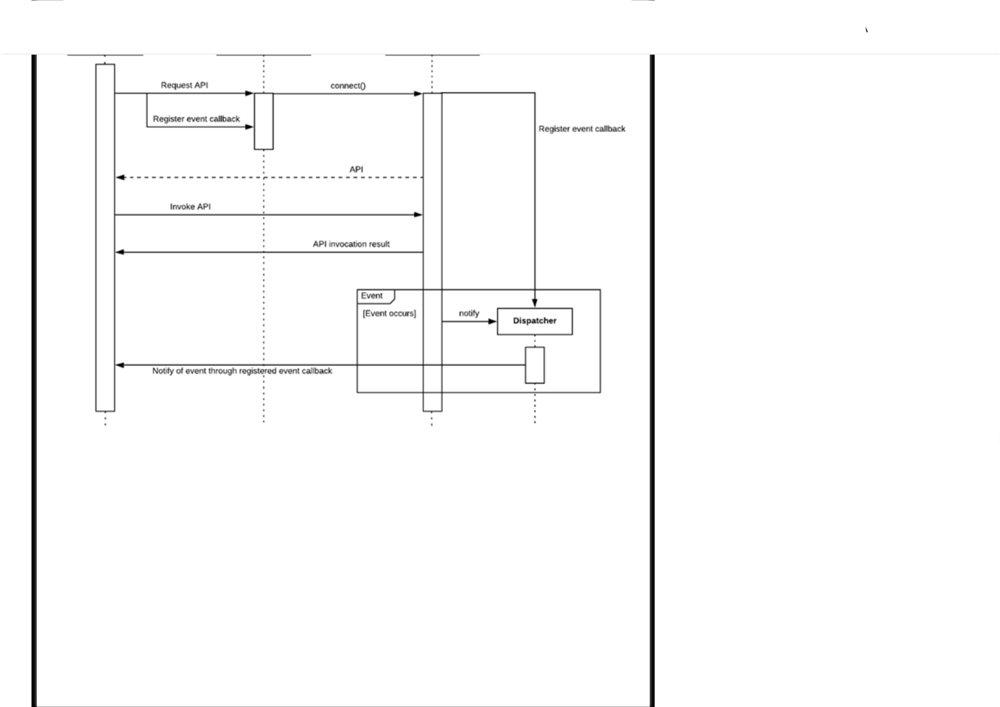 Request API
connect()
Register event callback
Register event callback
API
Invoke API
API invocation result
Event
[Event occurs]
notify
Dispatcher
Notify of event through registered event callback